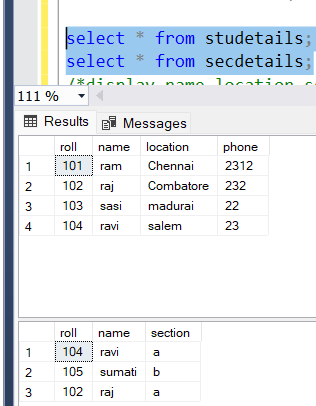 select * from studetails;
select * from secdetails;
/*display name location s
111 %
Results Messages
roll name location phone
1 101 ram Chennai 2312
2 102 raj Combatore 232
3 103 sasi madurai 22
4 104 ravi salem 23
roll name section
1 104 ravi a
2 105 sumati b
3 102 raj a